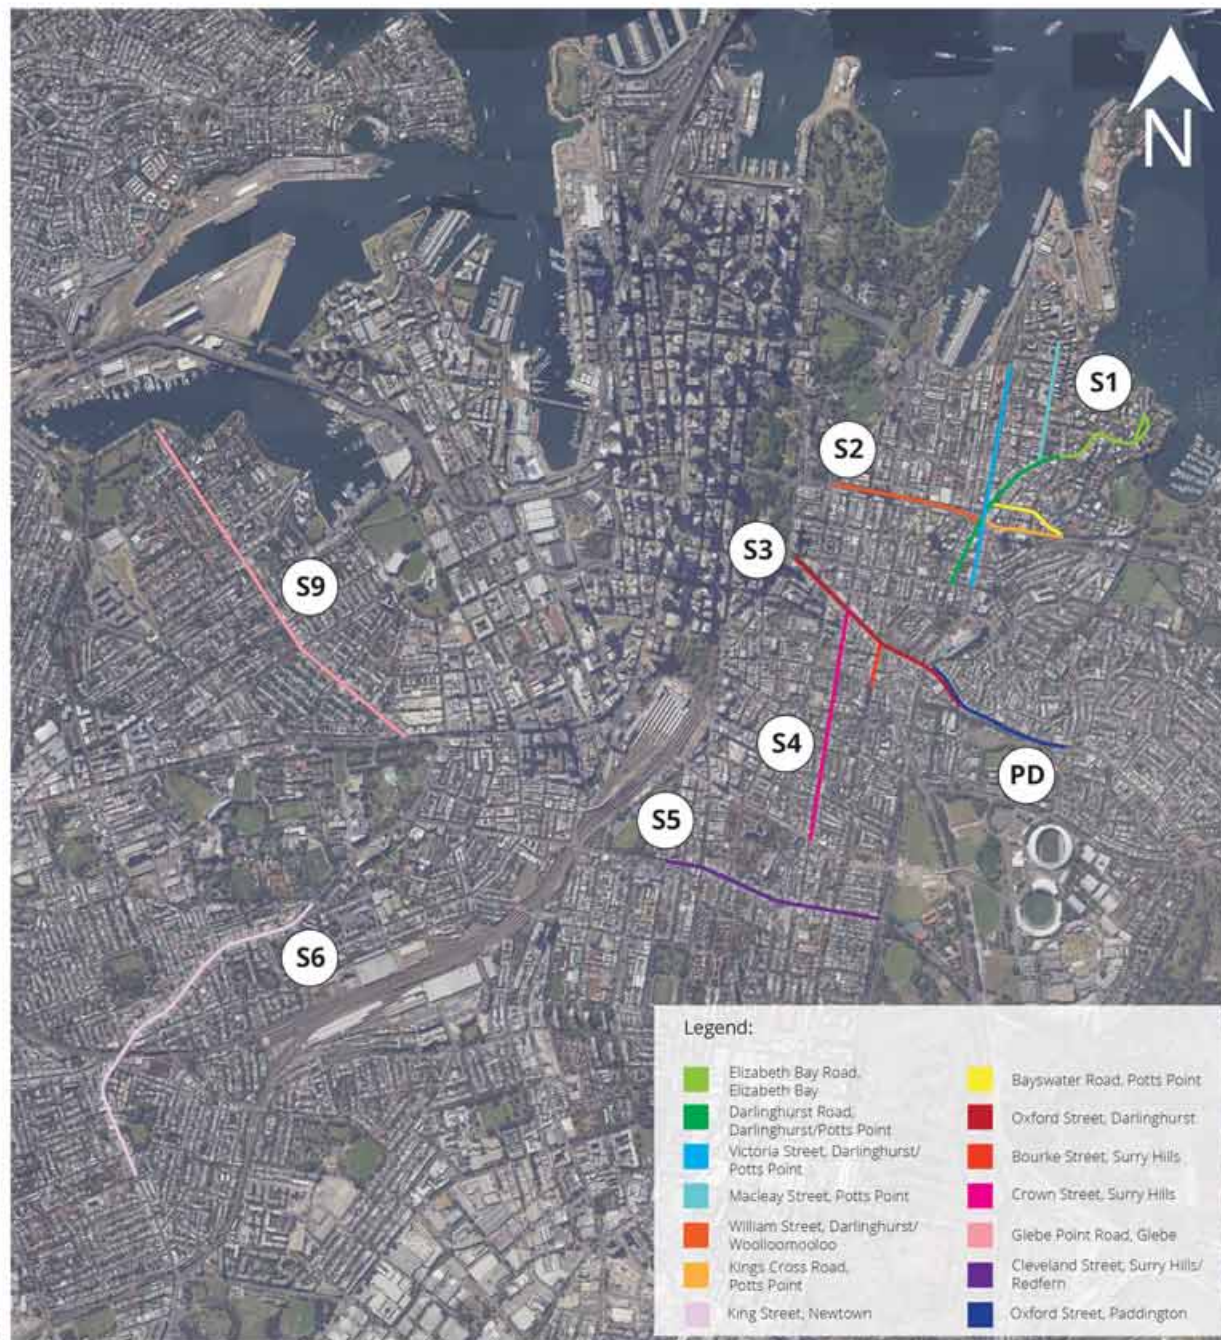 N
S1
S2
S3
S9
S4
PD
S5
S6
Legend:
Elizabeth Bay Road,
Elizabeth Bay
Darlinghurst Road,
Darlinghurst/Potts Point
Victoria Street, Darlinghurst/
Potts Point
Macleay Street, Potts Point
William Street, Darlinghurst/
Woolloomooloo
Kings Cross Road,
Potts Point
King Street, Newtown
Bayswater Road, Potts Point
Oxford Street, Darlinghurst
Bourke Street, Surry Hills
Crown Street, Surry Hills
Glebe Point Road, Glebe
Cleveland Street, Surry Hills/
Redfern
Oxford Street, Paddington